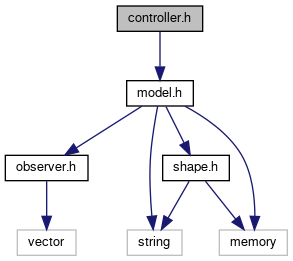 controller.h
model.h
observer.h
shape.h
vector
string
memory